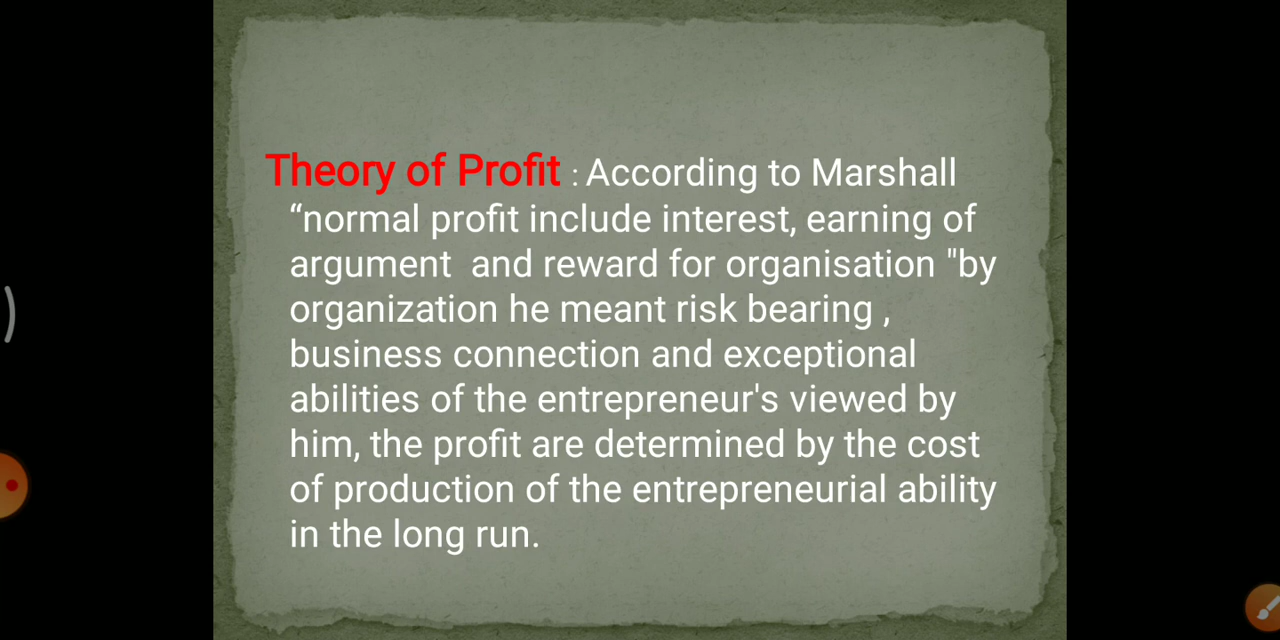 Theory of Profit : According to Marshall
“normal profit include interest, earning of
argument and reward for organisation "by
organization he meant risk bearing ,
business connection and exceptional
abilities of the entrepreneur's viewed by
him, the profit are determined by the cost
of production of the entrepreneurial ability
in the long run.